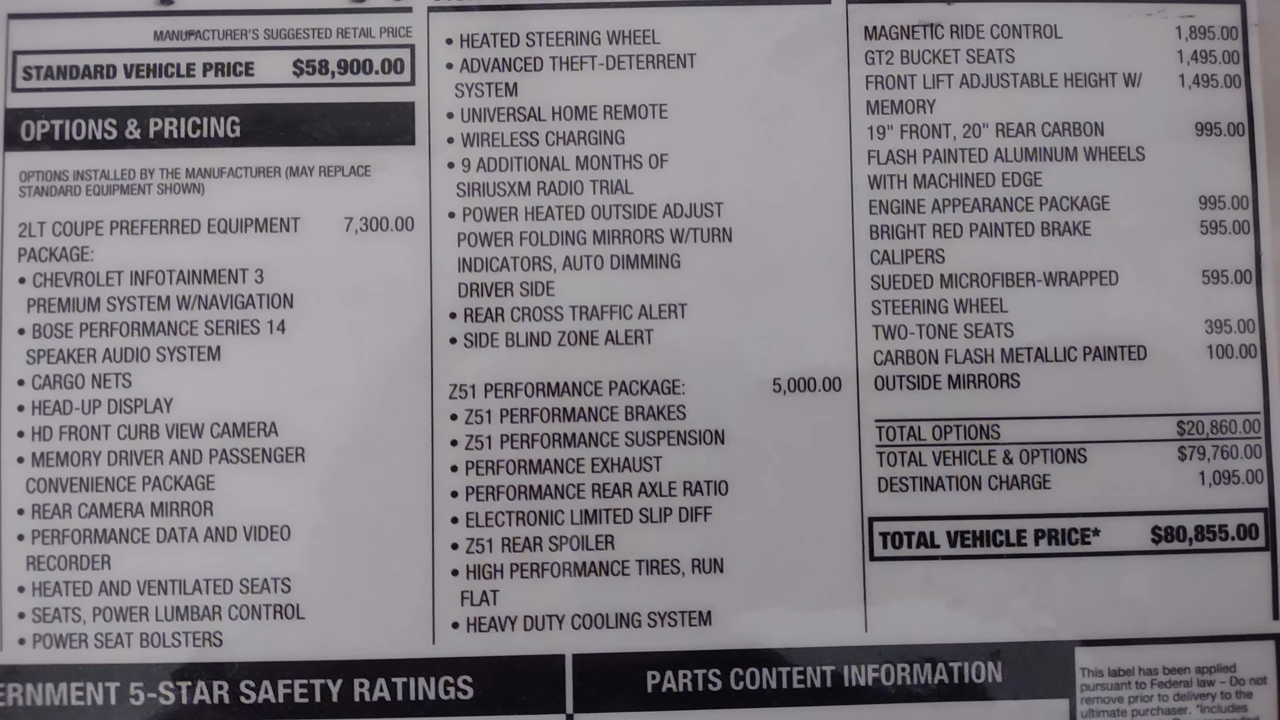 MANUFACTURER'S SUGGESTED RETAIL PRICE
STANDARD VEHICLE PRICE $58,900.00
OPTIONS & PRICING
OPTIONS INSTALLED BY THE MANUFACTURER (MAY REPLACE
STANDARD EQUIPMENT SHOWN)
2LT COUPE PREFERRED EQUIPMENT 7,300.00
PACKAGE:
• CHEVROLET INFOTAINMENT 3
PREMIUM SYSTEM W/NAVIGATION
• BOSE PERFORMANCE SERIES 14
SPEAKER AUDIO SYSTEM
• CARGO NETS
• HEAD-UP DISPLAY
• HD FRONT CURB VIEW CAMERA
• MEMORY DRIVER AND PASSENGER
CONVENIENCE PACKAGE
• REAR CAMERA MIRROR
• PERFORMANCE DATA AND VIDEO
RECORDER
• HEATED AND VENTILATED SEATS
• SEATS, POWER LUMBAR CONTROL
• POWER SEAT BOLSTERS
• HEATED STEERING WHEEL
• ADVANCED THEFT-DETERRENT
SYSTEM
• UNIVERSAL HOME REMOTE
• WIRELESS CHARGING
• 9 ADDITIONAL MONTHS OF
SIRIUSXM RADIO TRIAL
• POWER HEATED OUTSIDE ADJUST
POWER FOLDING MIRRORS W/TURN
INDICATORS, AUTO DIMMING
DRIVER SIDE
• REAR CROSS TRAFFIC ALERT
• SIDE BLIND ZONE ALERT
Z51 PERFORMANCE PACKAGE: 5,000.00
• Z51 PERFORMANCE BRAKES
• Z51 PERFORMANCE SUSPENSION
• PERFORMANCE EXHAUST
• PERFORMANCE REAR AXLE RATIO
• ELECTRONIC LIMITED SLIP DIFF
• Z51 REAR SPOILER
• HIGH PERFORMANCE TIRES, RUN
FLAT
• HEAVY DUTY COOLING SYSTEM
MAGNETIC RIDE CONTROL 1,895.00
GT2 BUCKET SEATS 1,495.00
FRONT LIFT ADJUSTABLE HEIGHT W/ 1,495.00
MEMORY
19" FRONT, 20" REAR CARBON 995.00
FLASH PAINTED ALUMINUM WHEELS
WITH MACHINED EDGE
ENGINE APPEARANCE PACKAGE 995.00
BRIGHT RED PAINTED BRAKE 595.00
CALIPERS
SUEDED MICROFIBER-WRAPPED 595.00
STEERING WHEEL
TWO-TONE SEATS 395.00
CARBON FLASH METALLIC PAINTED 100.00
OUTSIDE MIRRORS
TOTAL OPTIONS $20,860.00
TOTAL VEHICLE & OPTIONS $79,760.00
DESTINATION CHARGE 1,095.00
TOTAL VEHICLE PRICE* $80,855.00
ERNMENT 5-STAR SAFETY RATINGS
PARTS CONTENT INFORMATION
This label has been applied
pursuant to Federal law – Do not
remove prior to delivery to the
ultimate purchaser. *Includes